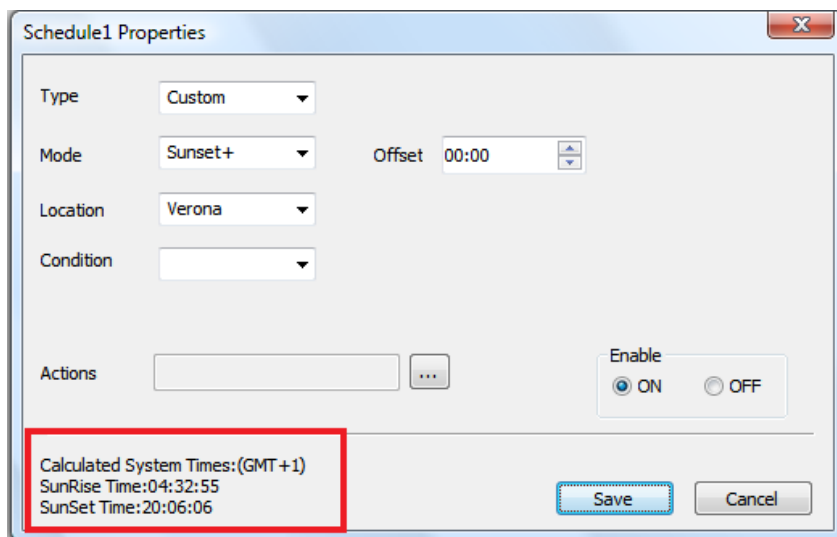 Schedule1 Properties
Type Custom
Mode Sunset+ Offset 00:00
Location Verona
Condition
Actions ...
Enable
ON OFF
Calculated System Times:(GMT+1)
SunRise Time:04:32:55
SunSet Time:20:06:06
Save Cancel